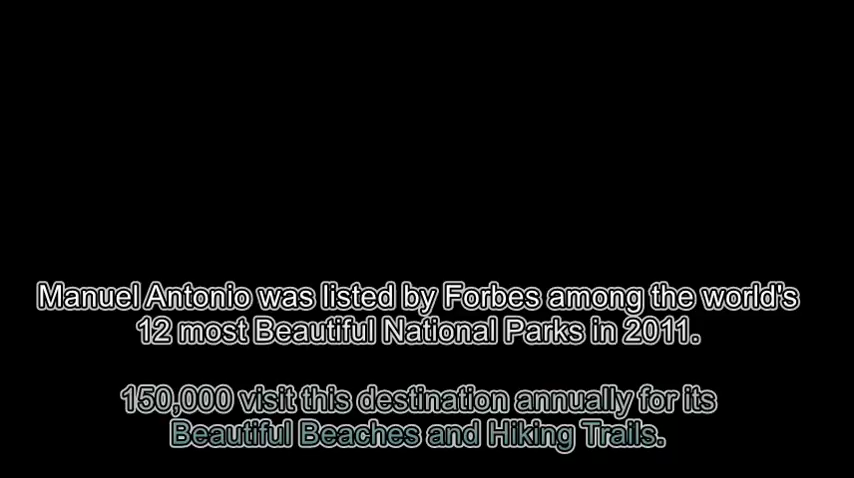 Manuel Antonio was listed by Forbes among the world's
12 most Beautiful National Parks in 2011.
150,000 visit this destination annually for its
Beautiful Beaches and Hiking Trails.